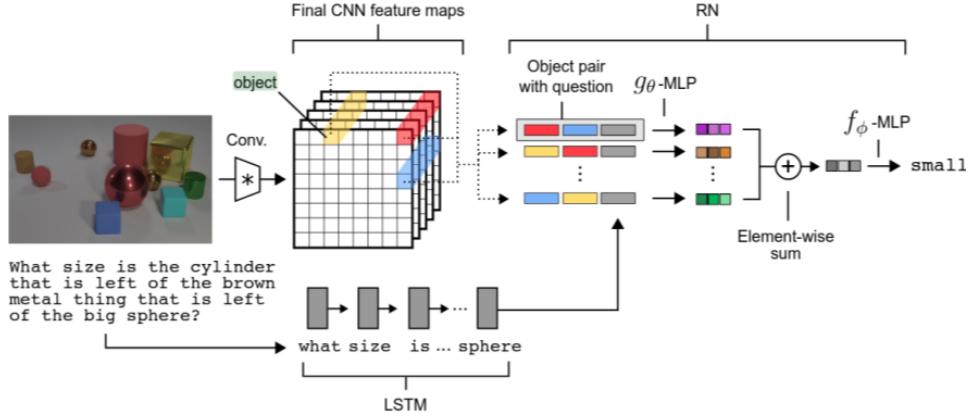 Final CNN feature maps
RN
object
Object pair
with question
gθ-MLP
fϕ-MLP
Conv.
*
+
small
Element-wise
sum
What size is the cylinder
that is left of the brown
metal thing that is left
of the big sphere?
...
what size is ... sphere
LSTM